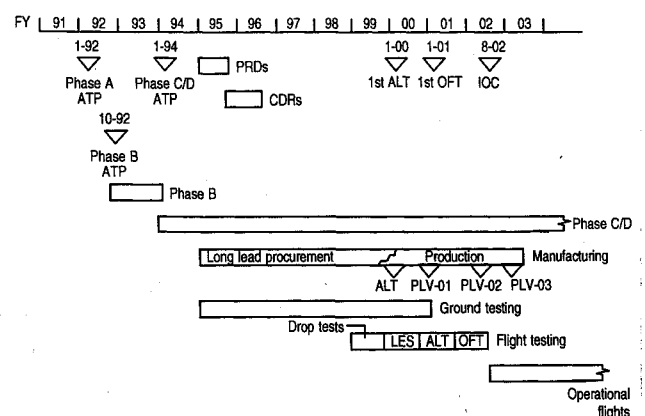 FY 91 92 92 93 94 95 96 97 98 99 00 01 02 03
1-92 1-94 1-00 1-01 8-02
PRDs
Phase A Phase C/D 1st ALT 1st OFT IOC
ATP ATP
CDRs
10-92
Phase B
ATP
Phase B
Phase C/D
Long lead procurement Production Manufacturing
ALT PLV-01 PLV-02 PLV-03
Ground testing
Drop tests
LES ALT OFT Flight testing
Operational
flights